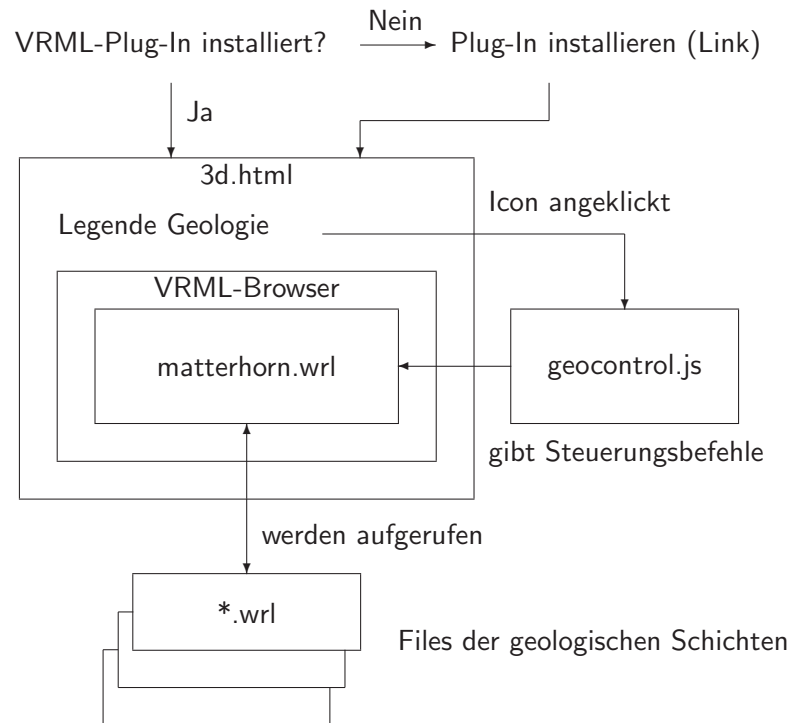 Nein
VRML-Plug-In installiert?
Plug-In installieren (Link)
Ja
3d.html
Icon angeklickt
Legende Geologie
VRML-Browser
matterhorn.wrl
geocontrol.js
gibt Steuerungsbefehle
werden aufgerufen
*.wrl
Files der geologischen Schichten